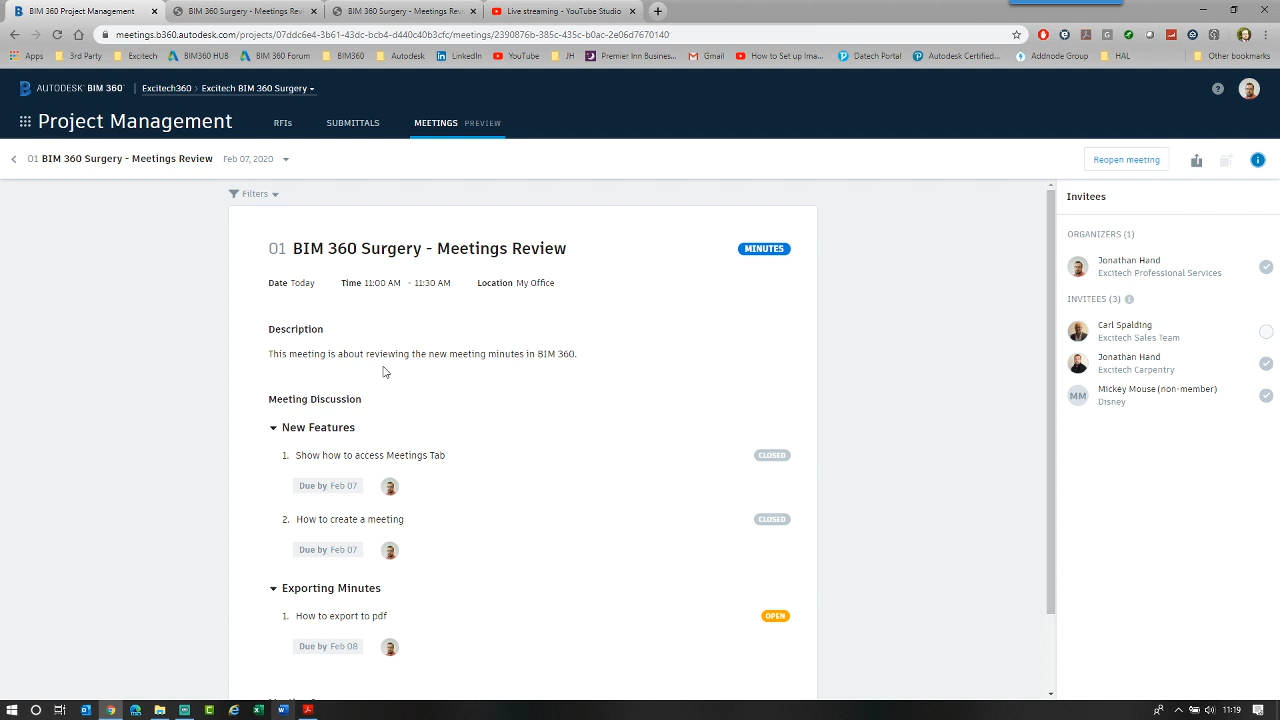 BIM 360 Project Management
BIM 360 Surgery - Meetings Revi
BIM 360 Surgery - Meetings Revie
Live streaming - YouTube Studio
meetings.b360.autodesk.com/projects/07ddc6e4-3b61-43dc-bcb4-d440c40b3cfc/meetings/2390876b-385c-435c-b0ac-2e06d7670140
Apps
3rd Party
Excitech
BIM360 HUB
BIM 360 Forum
BIM360
Autodesk
LinkedIn
YouTube
JH
Premier Inn Busines...
Gmail
How to Set up Ima...
Datech Portal
Autodesk Certified...
Addnode Group
HAL
Other bookmarks
AUTODESK® BIM 360™
Excitech360 > Excitech BIM 360 Surgery
Project Management
RFIs
SUBMITTALS
MEETINGS PREVIEW
01 BIM 360 Surgery - Meetings Review Feb 07, 2020
Reopen meeting
Filters
01 BIM 360 Surgery - Meetings Review
MINUTES
Date Today Time 11:00 AM - 11:30 AM Location My Office
Description
This meeting is about reviewing the new meeting minutes in BIM 360.
Meeting Discussion
New Features
1. Show how to access Meetings Tab
CLOSED
Due by Feb 07
2. How to create a meeting
CLOSED
Due by Feb 07
Exporting Minutes
1. How to export to pdf
OPEN
Due by Feb 08
Invitees
ORGANIZERS (1)
Jonathan Hand
Excitech Professional Services
INVITEES (3)
Carl Spalding
Excitech Sales Team
Jonathan Hand
Excitech Carpentry
MM
Mickey Mouse (non-member)
Disney
11:19